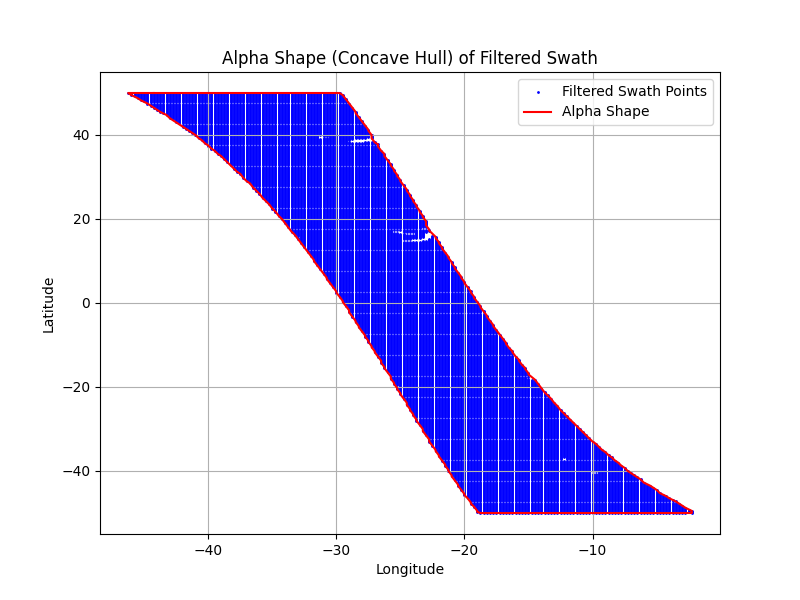 Alpha Shape (Concave Hull) of Filtered Swath
Filtered Swath Points
Alpha Shape
40
20
0
−20
−40
Latitude
−40
−30
−20
−10
Longitude